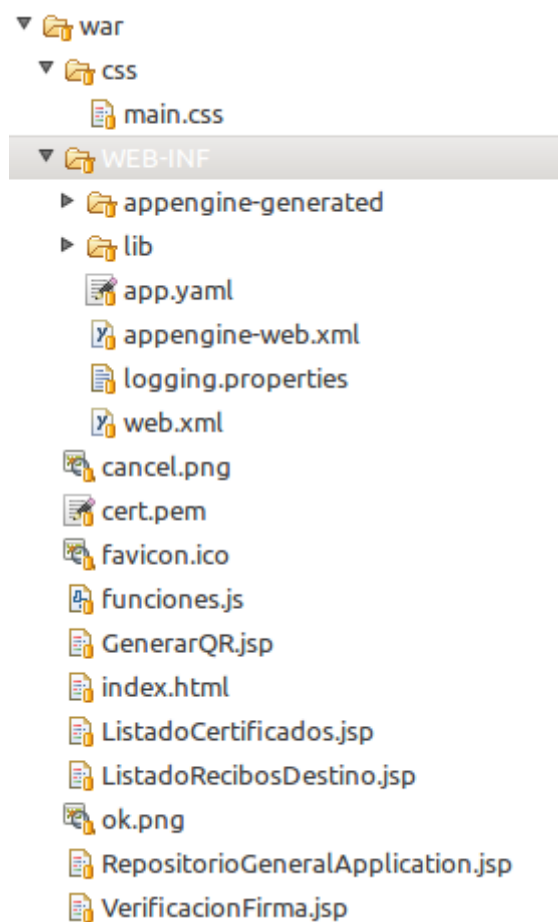 war
css
main.css
WEB-INF
appengine-generated
lib
app.yaml
appengine-web.xml
logging.properties
web.xml
cancel.png
cert.pem
favicon.ico
funciones.js
GenerarQR.jsp
index.html
ListadoCertificados.jsp
ListadoRecibosDestino.jsp
ok.png
RepositorioGeneralApplication.jsp
VerificacionFirma.jsp